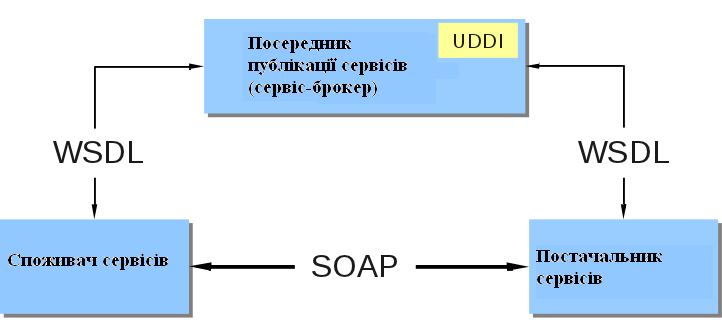 Посередник
публікації сервісів
(сервіс-брокер)
UDDI
WSDL
WSDL
Споживач сервісів
SOAP
Постачальник
сервісів